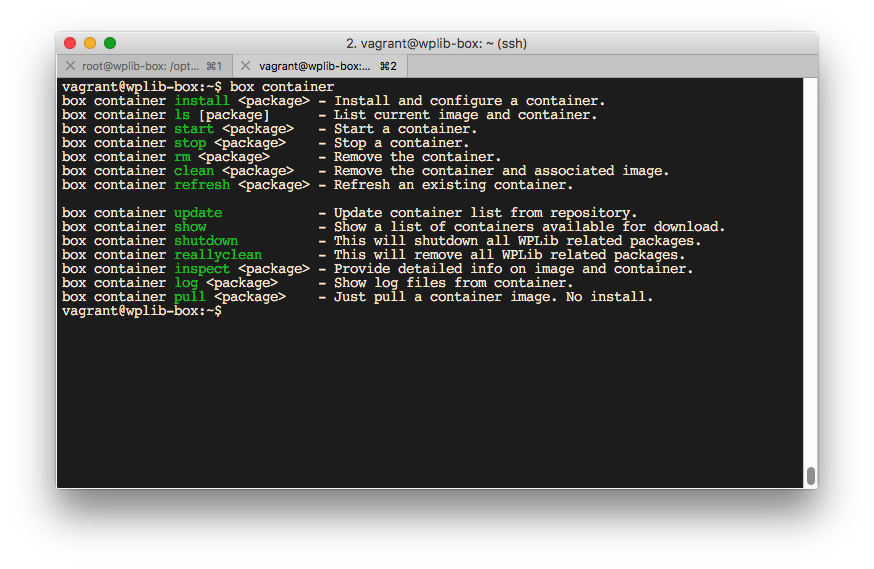 2. vagrant@wplib-box: ~ (ssh)
root@wplib-box: /opt... ⌘1 vagrant@wplib-box:... ⌘2
vagrant@wplib-box:~$ box container
box container install <package> - Install and configure a container.
box container ls [package]      - List current image and container.
box container start <package>   - Start a container.
box container stop <package>    - Stop a container.
box container rm <package>      - Remove the container.
box container clean <package>   - Remove the container and associated image.
box container refresh <package> - Refresh an existing container.
box container update            - Update container list from repository.
box container show              - Show a list of containers available for download.
box container shutdown          - This will shutdown all WPLib related packages.
box container reallyclean       - This will remove all WPLib related packages.
box container inspect <package> - Provide detailed info on image and container.
box container log <package>     - Show log files from container.
box container pull <package>    - Just pull a container image. No install.
vagrant@wplib-box:~$